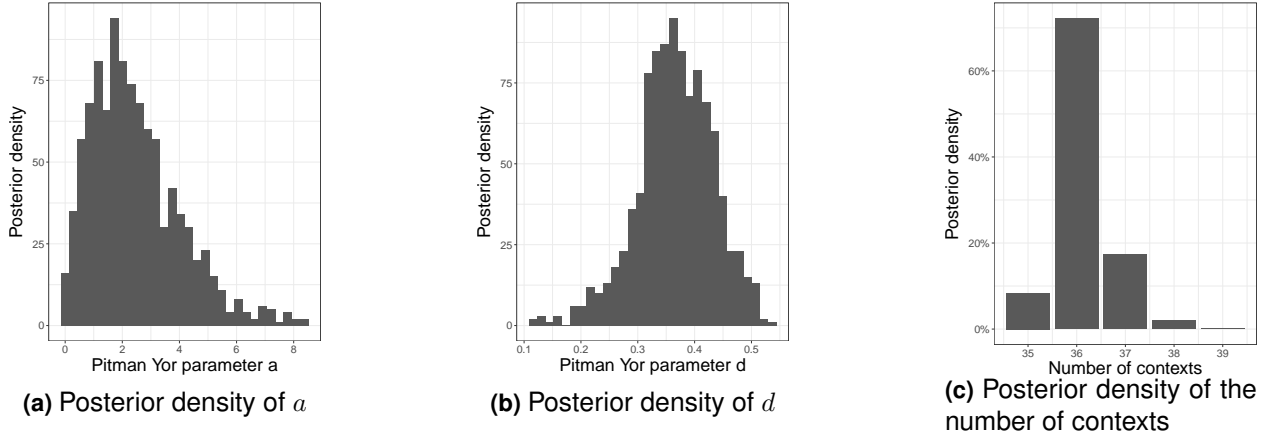 Posterior density
75
50
25
0
0 2 4 6 8
Pitman Yor parameter a
(a) Posterior density of a
Posterior density
75
50
25
0
0.1 0.2 0.3 0.4 0.5
Pitman Yor parameter d
(b) Posterior density of d
Posterior density
60%
40%
20%
0%
35 36 37 38 39
Number of contexts
(c) Posterior density of the
number of contexts